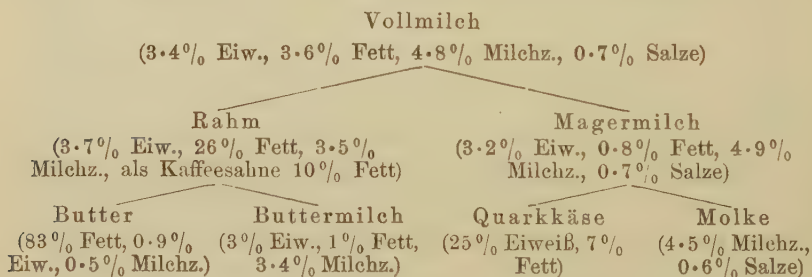 Vollmilch
(3·4% Eiw., 3·6% Fett, 4·8% Milchz., 0·7% Salze)
Rahm
(3·7% Eiw., 26% Fett, 3·5%
Milchz., als Kaffeesahne 10% Fett)
Magermilch
(3·2% Eiw., 0·8% Fett, 4·9%
Milchz., 0·7% Salze)
Butter
(83% Fett, 0·9%
Eiw., 0·5% Milchz.)
Buttermilch
(3% Eiw., 1% Fett,
3·4% Milchz.)
Quarkkäse
(25% Eiweiß, 7%
Fett)
Molke
(4·5% Milchz.,
0·6% Salze)